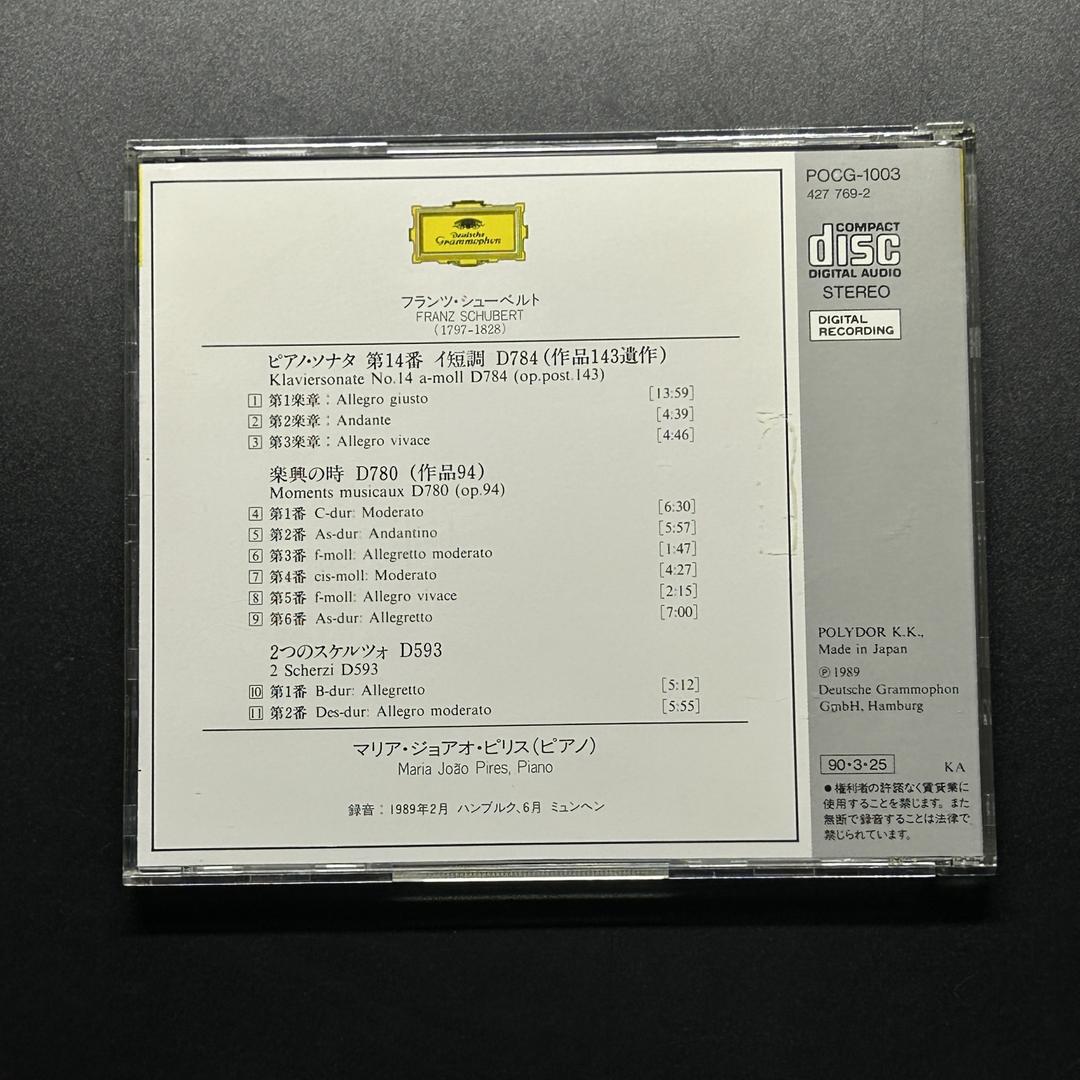 Deutsche
Grammophon
フランツ・シューベルト
FRANZ SCHUBERT
(1797-1828)
ピアノ・ソナタ 第14番 イ短調 D784(作品143遺作)
Klaviersonate No.14 a-moll D784 (op.post.143)
1 第1楽章：Allegro giusto [13:59]
2 第2楽章：Andante [4:39]
3 第3楽章：Allegro vivace [4:46]
楽興の時 D780 (作品94)
Moments musicaux D780 (op.94)
4 第1番 C-dur: Moderato [6:30]
5 第2番 As-dur: Andantino [5:57]
6 第3番 f-moll: Allegretto moderato [1:47]
7 第4番 cis-moll: Moderato [4:27]
8 第5番 f-moll: Allegro vivace [2:15]
9 第6番 As-dur: Allegretto [7:00]
2つのスケルツォ D593
2 Scherzi D593
10 第1番 B-dur: Allegretto [5:12]
11 第2番 Des-dur: Allegro moderato [5:55]
マリア・ジョアオ・ピリス(ピアノ)
Maria João Pires, Piano
録音：1989年2月 ハンブルク、6月 ミュンヘン
POCG-1003
427 769-2
COMPACT
disc
DIGITAL AUDIO
STEREO
DIGITAL
RECORDING
POLYDOR K.K.,
Made in Japan
Ⓟ 1989
Deutsche Grammophon
GmbH, Hamburg
90・3・25 KA
●権利者の許諾なく賃貸業に
使用することを禁じます。また
無断で録音することは法律で
禁じられています。